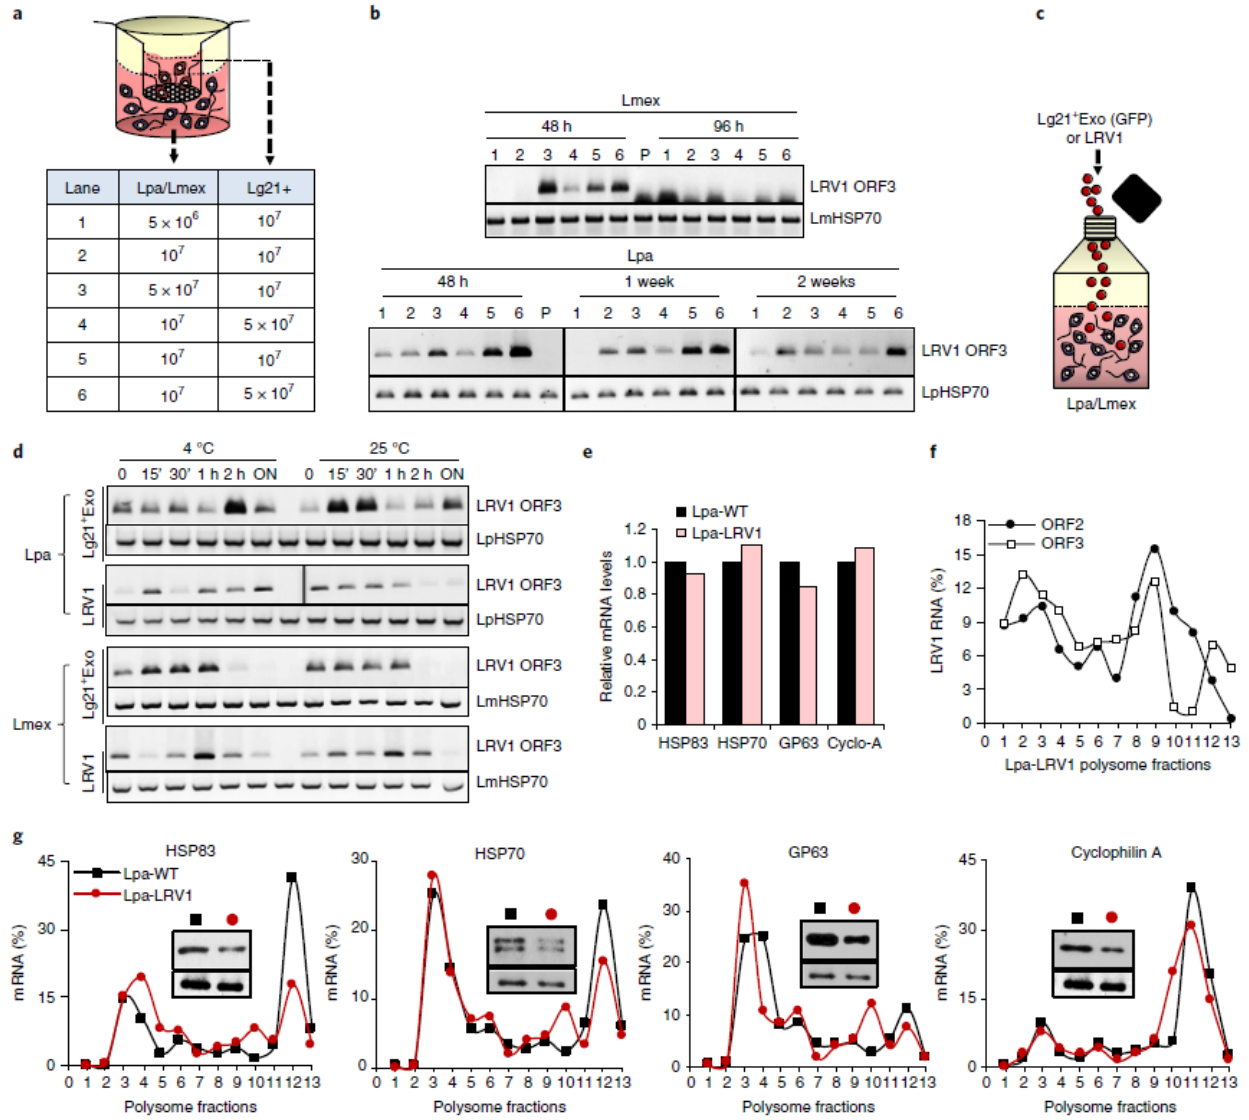 a
Lane Lpa/Lmex Lg21+
1 5 × 10⁶ 10⁷
2 10⁷ 10⁷
3 5 × 10⁷ 10⁷
4 10⁷ 5 × 10⁷
5 10⁷ 10⁷
6 10⁷ 5 × 10⁷
b
Lmex
48 h 96 h
1 2 3 4 5 6 P 1 2 3 4 5 6
LRV1 ORF3
LmHSP70
Lpa
48 h 1 week 2 weeks
1 2 3 4 5 6 P 1 2 3 4 5 6 1 2 3 4 5 6
LRV1 ORF3
LpHSP70
c
Lg21⁺Exo (GFP)
or LRV1
Lpa/Lmex
d
4 °C 25 °C
0 15' 30' 1 h 2 h ON 0 15' 30' 1 h 2 h ON
Lpa
Lg21⁺Exo
LRV1 ORF3
LpHSP70
LRV1
LRV1 ORF3
LpHSP70
Lmex
Lg21⁺Exo
LRV1 ORF3
LmHSP70
LRV1
LRV1 ORF3
LmHSP70
e
Lpa-WT
Lpa-LRV1
Relative mRNA levels
1.2
1.0
0.8
0.6
0.4
0.2
0
HSP83 HSP70 GP63 Cyclo-A
f
ORF2
ORF3
LRV1 RNA (%)
18
15
12
9
6
3
0
0 1 2 3 4 5 6 7 8 9 10 11 12 13
Lpa-LRV1 polysome fractions
g
HSP83
Lpa-WT
Lpa-LRV1
mRNA (%)
45
30
15
0
0 1 2 3 4 5 6 7 8 9 10 11 12 13
Polysome fractions
HSP70
mRNA (%)
30
20
10
0
0 1 2 3 4 5 6 7 8 9 10 11 12 13
Polysome fractions
GP63
mRNA (%)
40
30
20
10
0
0 1 2 3 4 5 6 7 8 9 10 11 12 13
Polysome fractions
Cyclophilin A
mRNA (%)
45
30
15
0
0 1 2 3 4 5 6 7 8 9 10 11 12 13
Polysome fractions